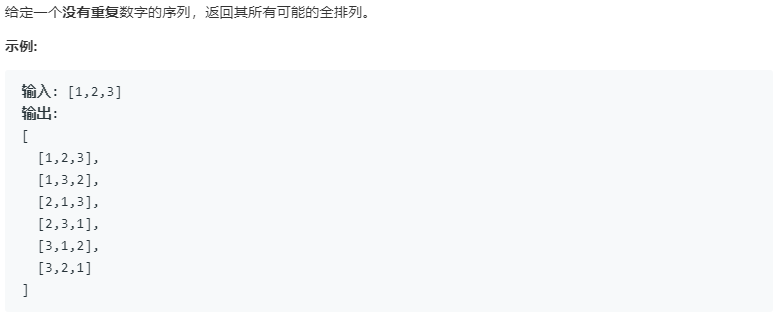 给定一个没有重复数字的序列，返回其所有可能的全排列。
示例:
输入: [1,2,3]
输出:
[
  [1,2,3],
  [1,3,2],
  [2,1,3],
  [2,3,1],
  [3,1,2],
  [3,2,1]
]